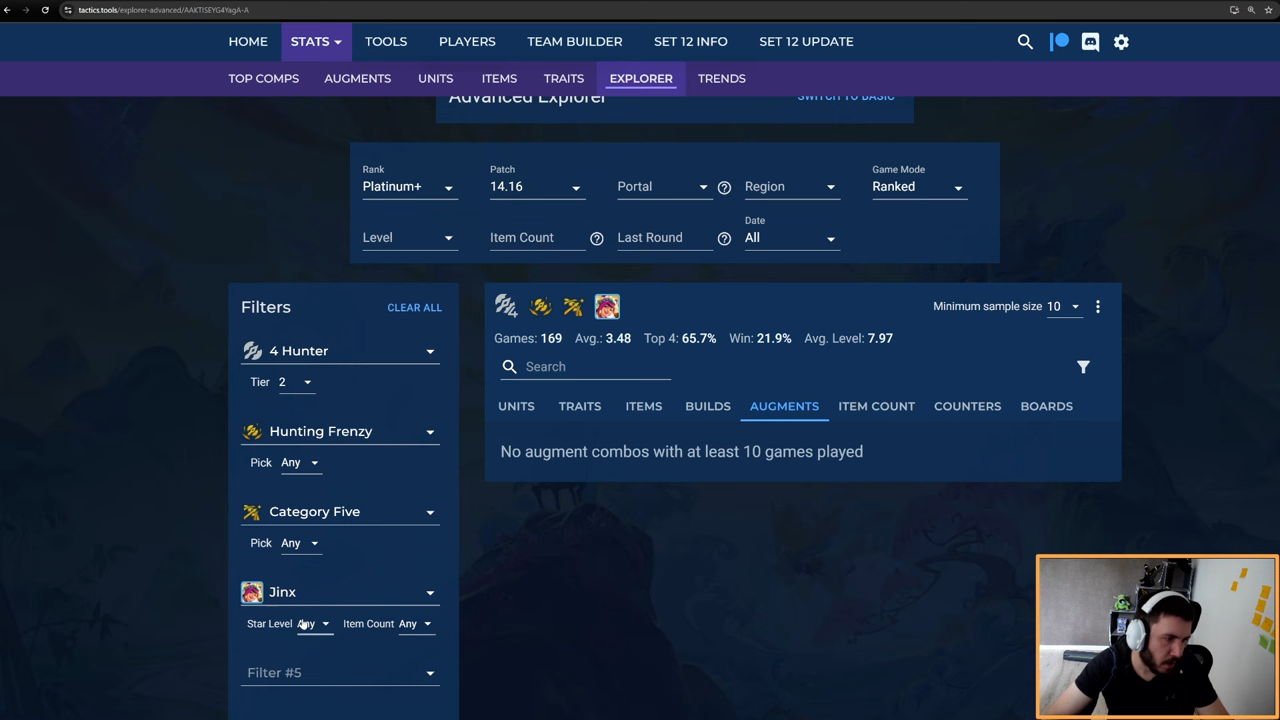 tactics.tools/explorer-advanced/AAKTISEYG4YagA-A
HOME STATS TOOLS PLAYERS TEAM BUILDER SET 12 INFO SET 12 UPDATE
TOP COMPS AUGMENTS UNITS ITEMS TRAITS EXPLORER TRENDS
Advanced Explorer SWITCH TO BASIC
Rank Patch Game Mode
Platinum+ 14.16 Portal Region Ranked
Date
Level Item Count Last Round All
Filters CLEAR ALL
4 Hunter
Tier 2
Hunting Frenzy
Pick Any
Category Five
Pick Any
Jinx
Star Level Any Item Count Any
Filter #5
4 Minimum sample size 10
Games: 169 Avg.: 3.48 Top 4: 65.7% Win: 21.9% Avg. Level: 7.97
Search
UNITS TRAITS ITEMS BUILDS AUGMENTS ITEM COUNT COUNTERS BOARDS
No augment combos with at least 10 games played